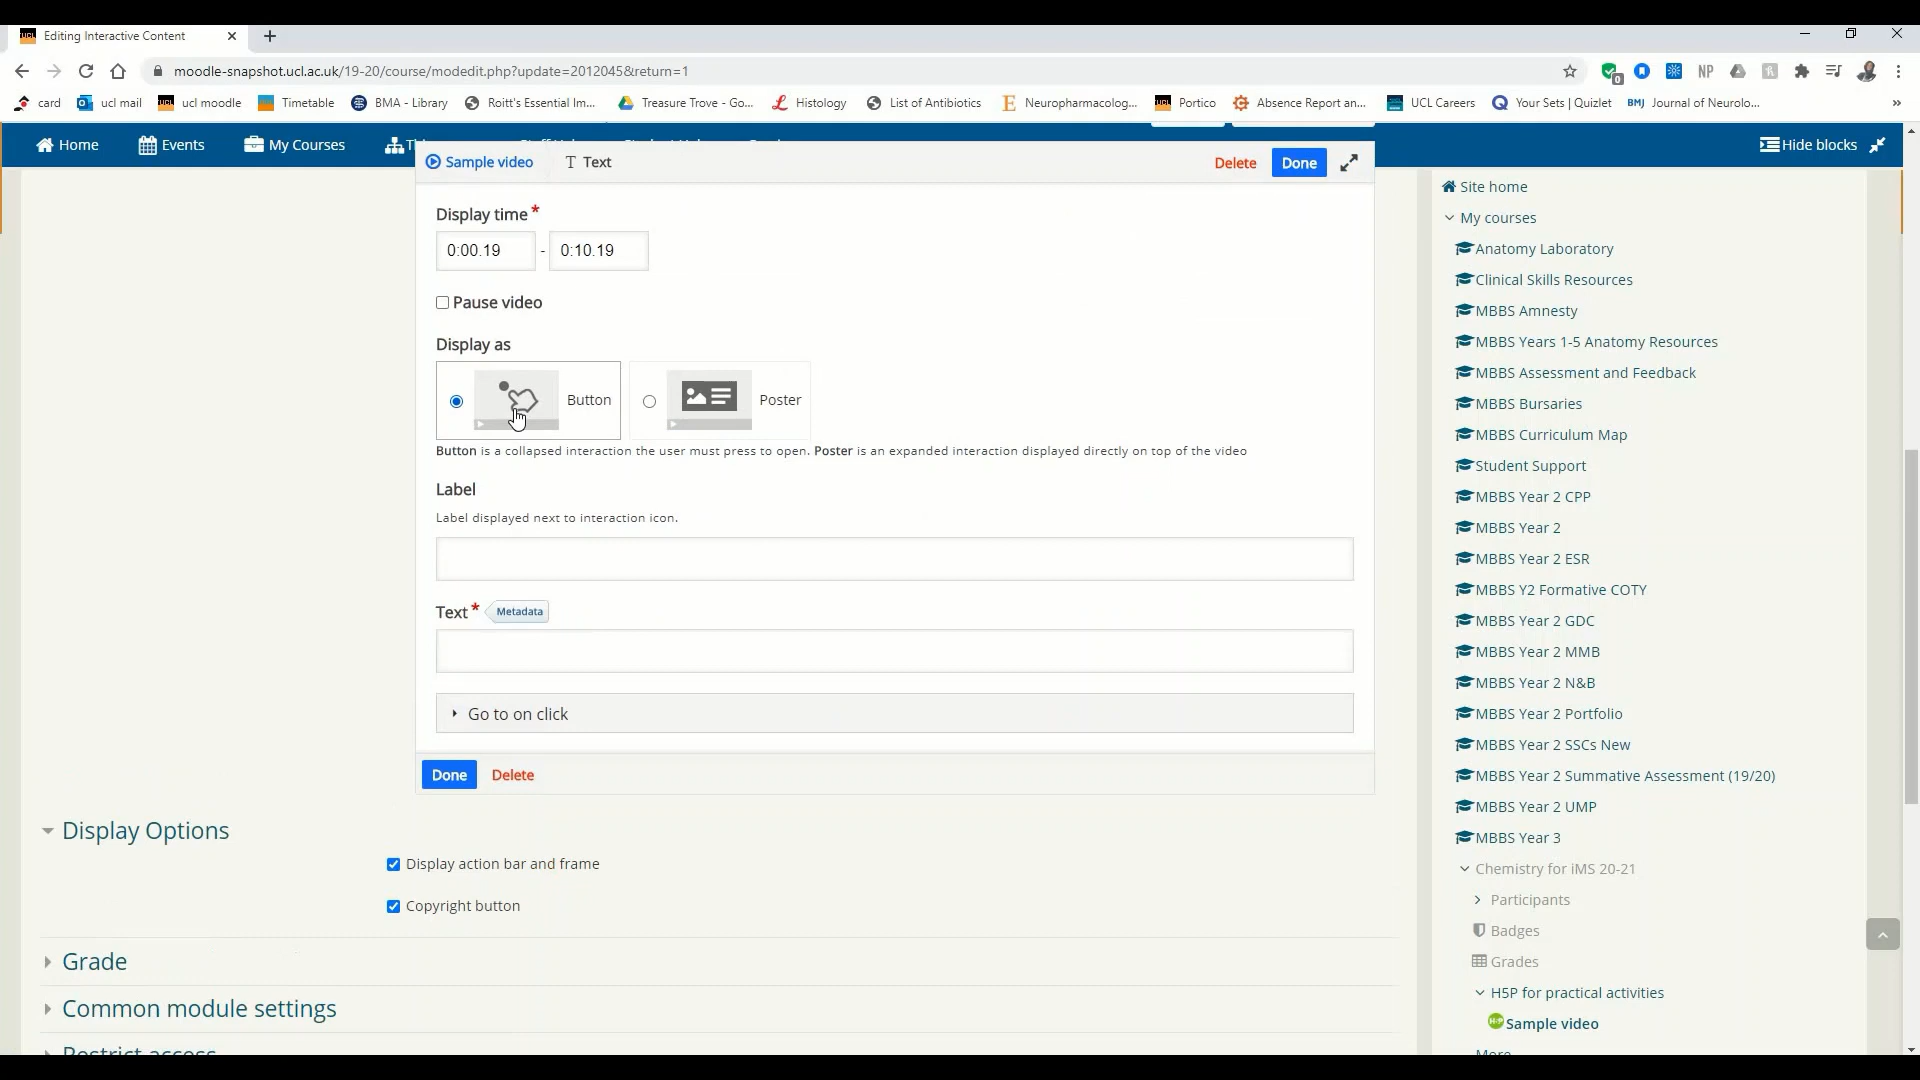 Editing Interactive Content
moodle-snapshot.ucl.ac.uk/19-20/course/modedit.php?update=2012045&return=1
card ucl mail ucl moodle Timetable BMA - Library Roitt's Essential Im... Treasure Trove - Go... Histology List of Antibiotics Neuropharmacolog... Portico Absence Report an... UCL Careers Your Sets | Quizlet Journal of Neurolo...
Home Events My Courses Hide blocks
Sample video Text Delete Done
Display time *
0:00.19 - 0:10.19
Pause video
Display as
Button Poster
Button is a collapsed interaction the user must press to open. Poster is an expanded interaction displayed directly on top of the video
Label
Label displayed next to interaction icon.
Text * Metadata
Go to on click
Done Delete
Display Options
Display action bar and frame
Copyright button
Grade
Common module settings
Restrict access
Site home
My courses
Anatomy Laboratory
Clinical Skills Resources
MBBS Amnesty
MBBS Years 1-5 Anatomy Resources
MBBS Assessment and Feedback
MBBS Bursaries
MBBS Curriculum Map
Student Support
MBBS Year 2 CPP
MBBS Year 2
MBBS Year 2 ESR
MBBS Y2 Formative COTY
MBBS Year 2 GDC
MBBS Year 2 MMB
MBBS Year 2 N&B
MBBS Year 2 Portfolio
MBBS Year 2 SSCs New
MBBS Year 2 Summative Assessment (19/20)
MBBS Year 2 UMP
MBBS Year 3
Chemistry for iMS 20-21
Participants
Badges
Grades
H5P for practical activities
Sample video
More